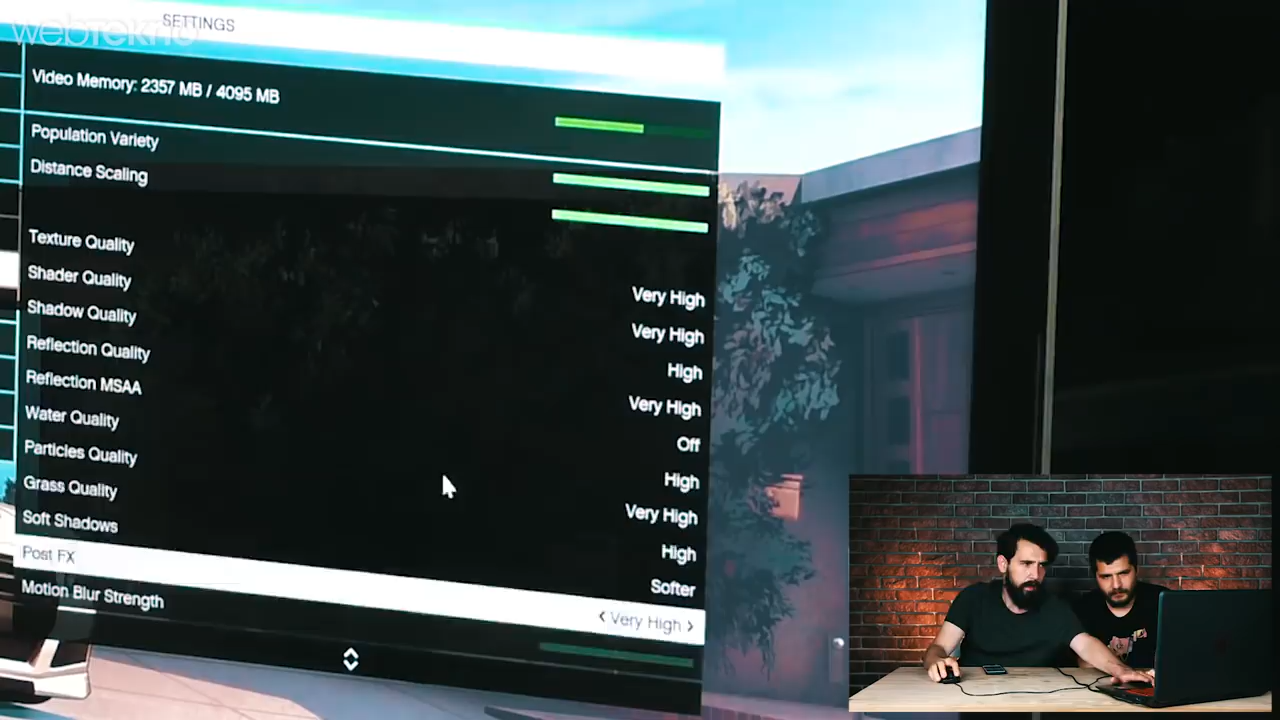 webtekno
SETTINGS
Video Memory: 2357 MB / 4095 MB
Population Variety
Distance Scaling
Texture Quality Very High
Shader Quality Very High
Shadow Quality High
Reflection Quality Very High
Reflection MSAA Off
Water Quality High
Particles Quality Very High
Grass Quality High
Soft Shadows Softer
Post FX < Very High >
Motion Blur Strength